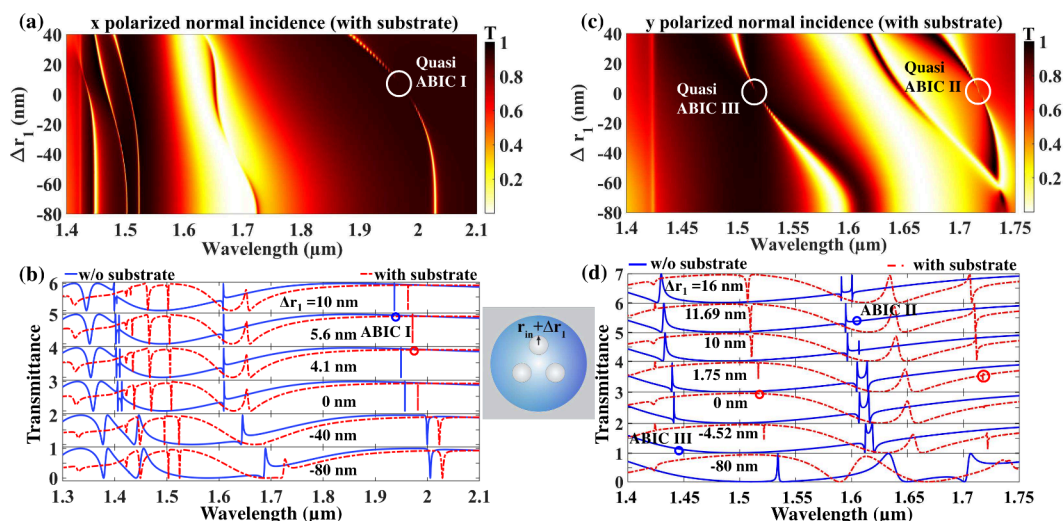 (a) x polarized normal incidence (with substrate)
T
40
20
0
-20
-40
-60
-80
Δr1 (nm)
Quasi
ABIC I
1
0.8
0.6
0.4
0.2
1.4 1.5 1.6 1.7 1.8 1.9 2 2.1
Wavelength (µm)
(c) y polarized normal incidence (with substrate)
T
40
20
0
-20
-40
-60
-80
Δ r1 (nm)
Quasi
ABIC III
Quasi
ABIC II
1
0.8
0.6
0.4
0.2
1.4 1.45 1.5 1.55 1.6 1.65 1.7 1.75
Wavelength (µm)
(b) w/o substrate with substrate
6
5
4
3
2
1
0
Transmittance
Δr1 =10 nm
ABIC I
5.6 nm
4.1 nm
0 nm
-40 nm
-80 nm
1.3 1.4 1.5 1.6 1.7 1.8 1.9 2 2.1
Wavelength (µm)
rin+Δr1
(d) w/o substrate with substrate
7
6
5
4
3
2
1
0
Transmittance
Δr1 =16 nm
11.69 nm
ABIC II
10 nm
1.75 nm
0 nm
-4.52 nm
ABIC III
-80 nm
1.4 1.45 1.5 1.55 1.6 1.65 1.7 1.75
Wavelength (µm)